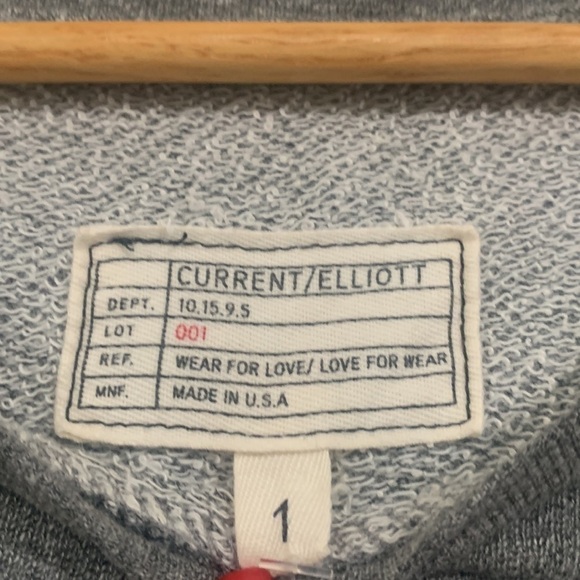 CURRENT/ELLIOTT
DEPT. 10.15.9.5
LOT 001
REF. WEAR FOR LOVE/ LOVE FOR WEAR
MNF. MADE IN U.S.A
1